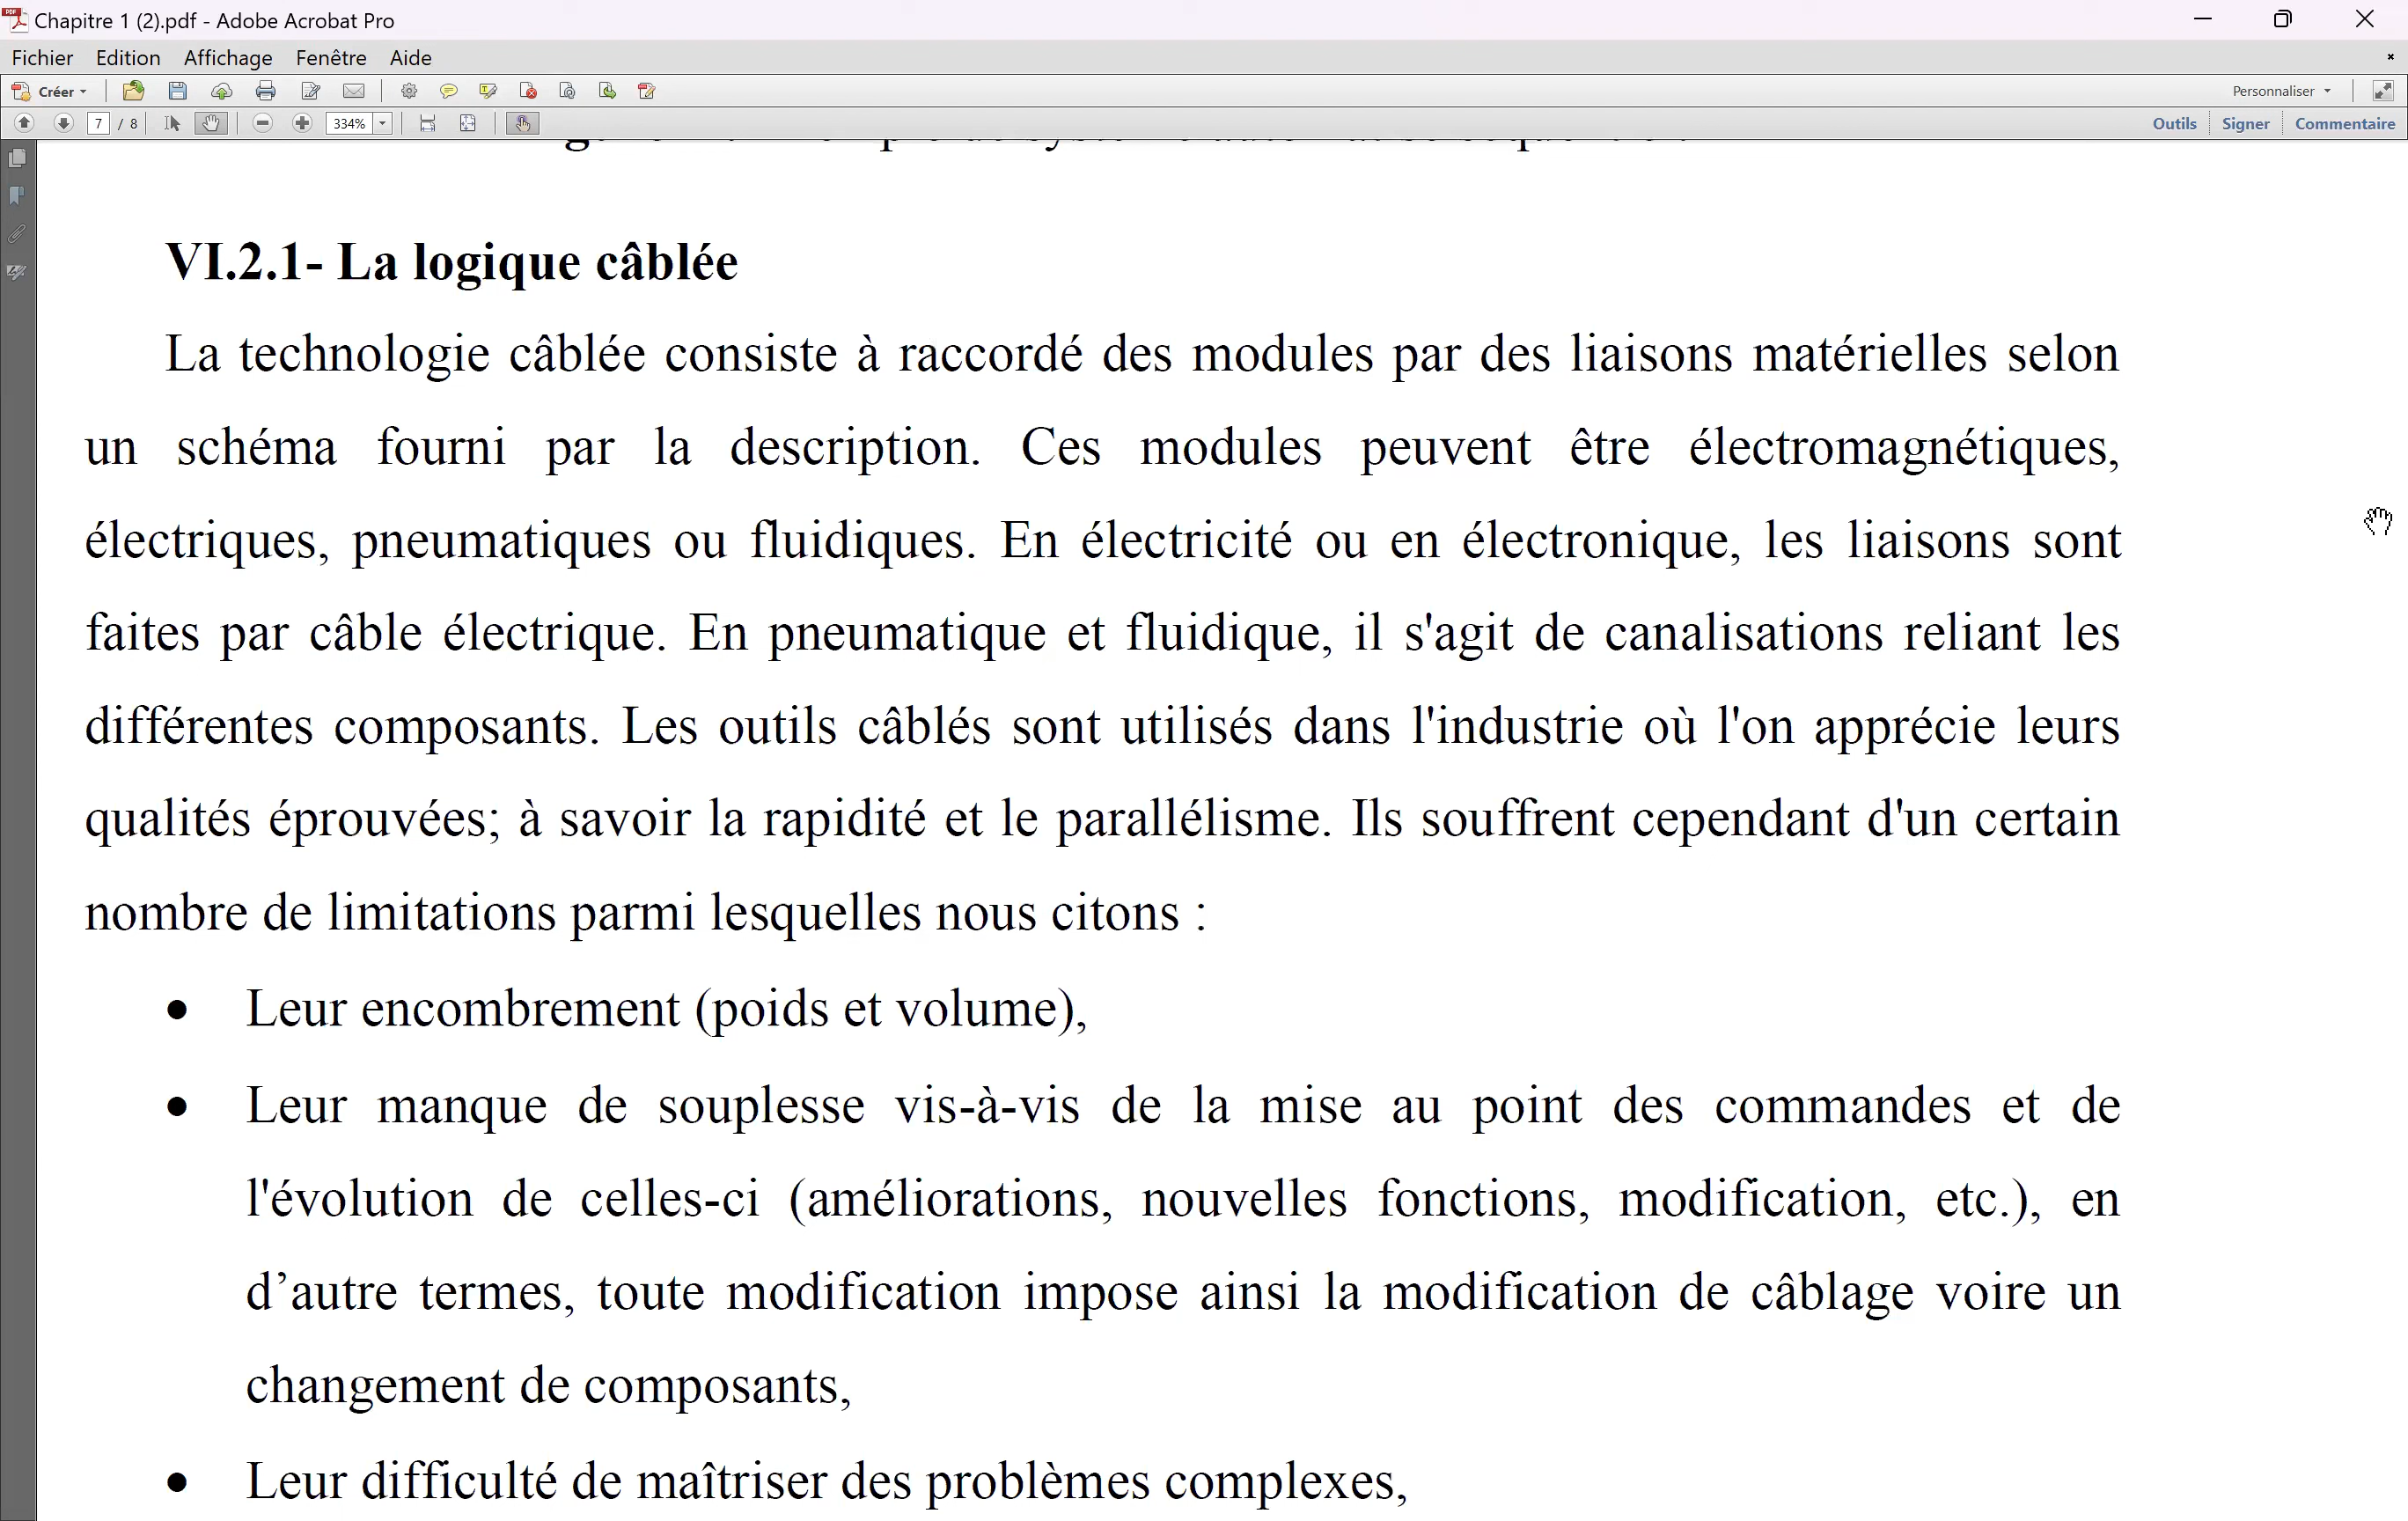 Chapitre 1 (2).pdf - Adobe Acrobat Pro
Fichier Edition Affichage Fenêtre Aide
Créer Personnaliser
7 / 8 334% Outils Signer Commentaire
VI.2.1- La logique câblée
La technologie câblée consiste à raccordé des modules par des liaisons matérielles selon
un schéma fourni par la description. Ces modules peuvent être électromagnétiques,
électriques, pneumatiques ou fluidiques. En électricité ou en électronique, les liaisons sont
faites par câble électrique. En pneumatique et fluidique, il s'agit de canalisations reliant les
différentes composants. Les outils câblés sont utilisés dans l'industrie où l'on apprécie leurs
qualités éprouvées; à savoir la rapidité et le parallélisme. Ils souffrent cependant d'un certain
nombre de limitations parmi lesquelles nous citons :
• Leur encombrement (poids et volume),
• Leur manque de souplesse vis-à-vis de la mise au point des commandes et de
l'évolution de celles-ci (améliorations, nouvelles fonctions, modification, etc.), en
d’autre termes, toute modification impose ainsi la modification de câblage voire un
changement de composants,
• Leur difficulté de maîtriser des problèmes complexes,